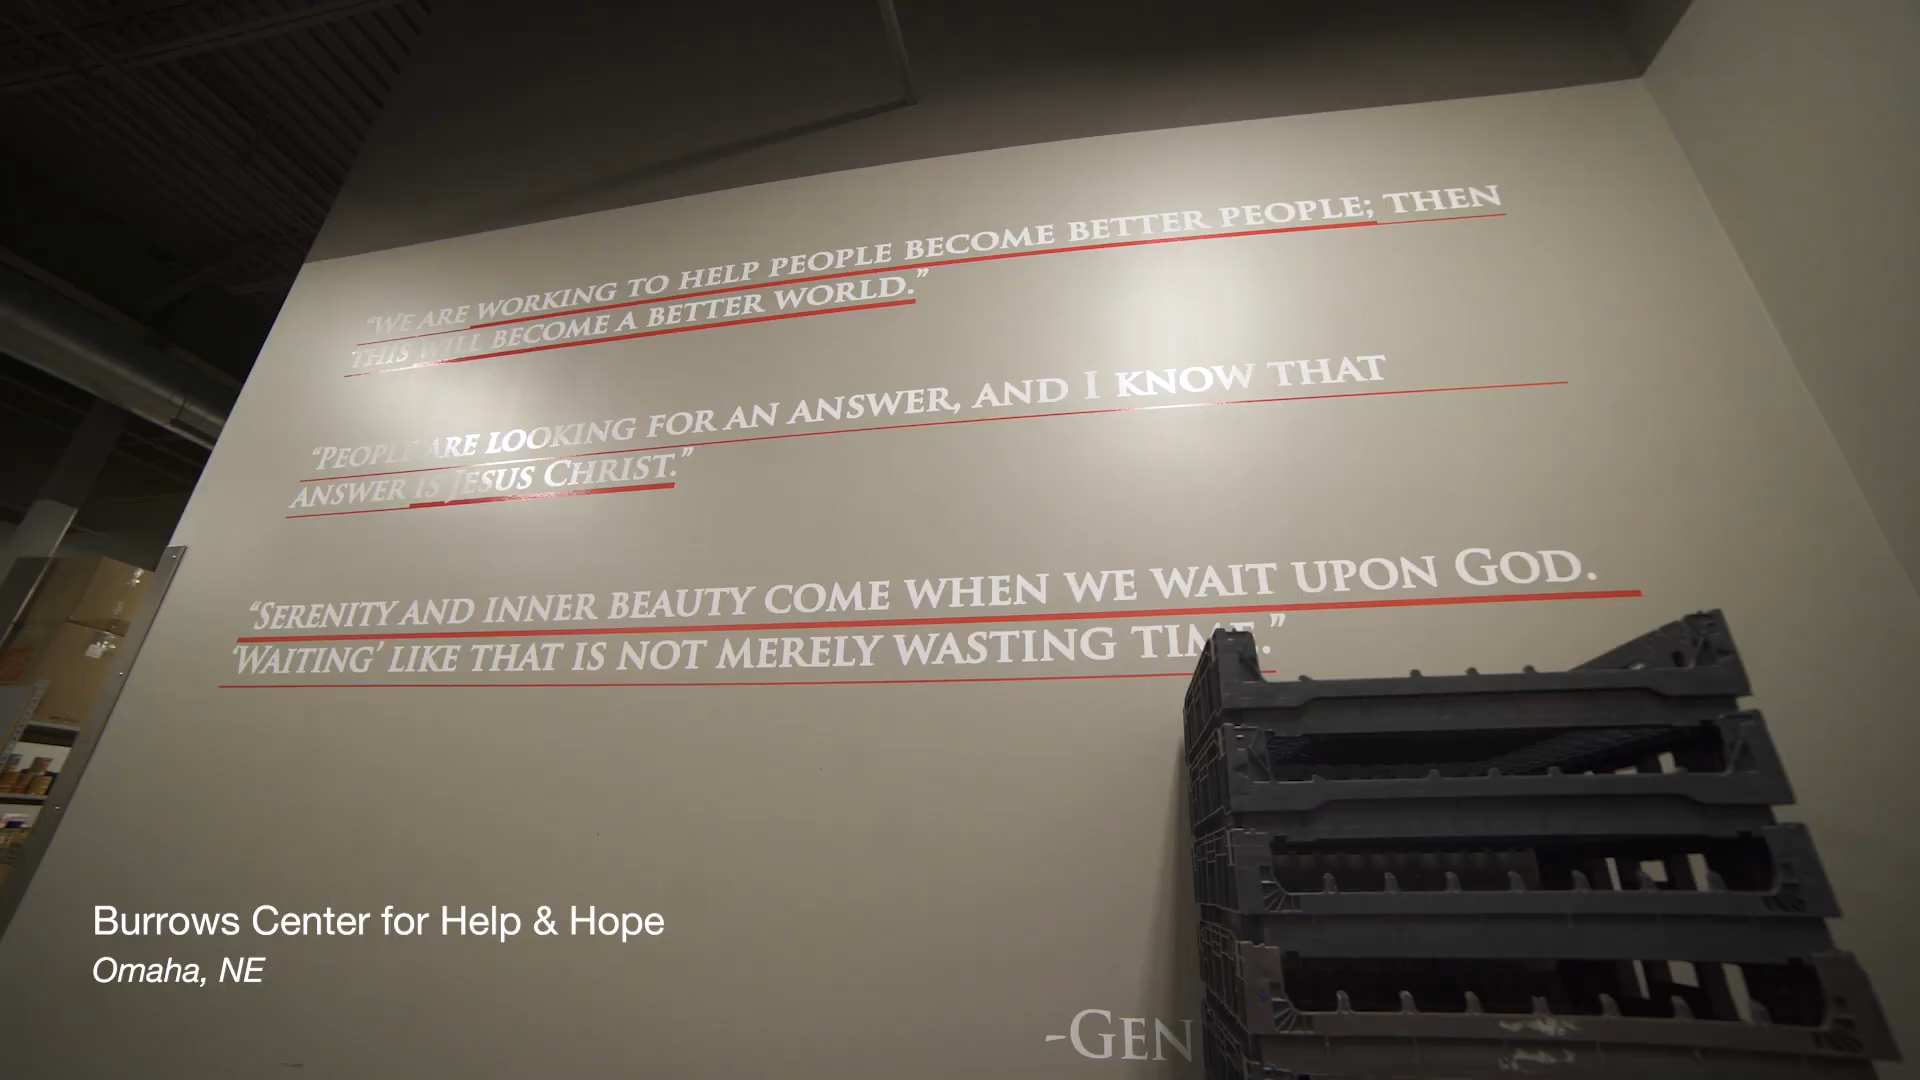 “WE ARE WORKING TO HELP PEOPLE BECOME BETTER PEOPLE; THEN
THIS WILL BECOME A BETTER WORLD.”
“PEOPLE ARE LOOKING FOR AN ANSWER, AND I KNOW THAT
ANSWER IS JESUS CHRIST.”
“SERENITY AND INNER BEAUTY COME WHEN WE WAIT UPON GOD.
‘WAITING’ LIKE THAT IS NOT MERELY WASTING TIME.”
Burrows Center for Help & Hope
Omaha, NE
-GEN